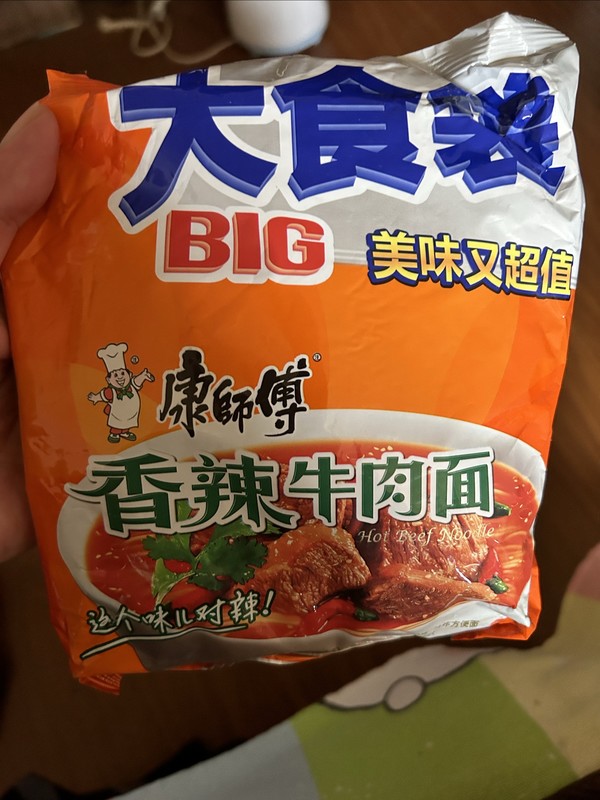 大食袋
BIG
美味又超值
康師傅
香辣牛肉面
Hot Beef Noodle
这个味儿对辣!